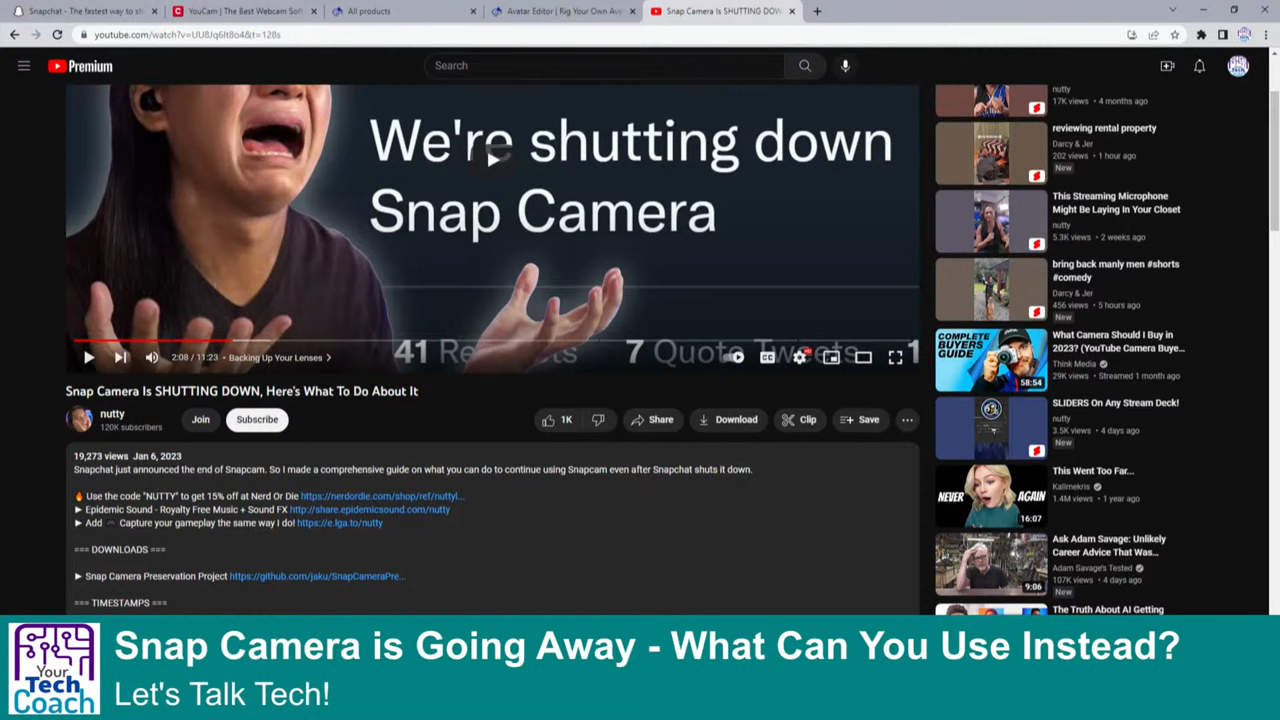 Snapchat - The fastest way to sh
YouCam | The Best Webcam Soft
All products
Avatar Editor | Rig Your Own Ava
Snap Camera Is SHUTTING DOW
youtube.com/watch?v=UU8Jq6It8o4&t=128s
Premium
Search
We're shutting down
Snap Camera
41
7 Quote Tweets
1
2:08 / 11:23 • Backing Up Your Lenses
CC
Snap Camera Is SHUTTING DOWN, Here's What To Do About It
nutty
120K subscribers
Join
Subscribe
1K
Share
Download
Clip
Save
19,273 views Jan 6, 2023
Snapchat just announced the end of Snapcam. So I made a comprehensive guide on what you can do to continue using Snapcam even after Snapchat shuts it down.
🔥 Use the code "NUTTY" to get 15% off at Nerd Or Die https://nerdordie.com/shop/ref/nuttyl...
► Epidemic Sound - Royalty Free Music + Sound FX http://share.epidemicsound.com/nutty
► Add 🎮 Capture your gameplay the same way I do! https://e.lga.to/nutty
=== DOWNLOADS ===
► Snap Camera Preservation Project https://github.com/jaku/SnapCameraPre...
=== TIMESTAMPS ===
nutty
17K views • 4 months ago
reviewing rental property
Darcy & Jer
202 views • 1 hour ago
New
This Streaming Microphone
Might Be Laying In Your Closet
nutty
5.3K views • 2 weeks ago
bring back manly men #shorts
#comedy
Darcy & Jer
456 views • 5 hours ago
New
COMPLETE
BUYERS
GUIDE
58:54
What Camera Should I Buy in
2023? (YouTube Camera Buye...
Think Media
29K views • Streamed 1 month ago
SLIDERS On Any Stream Deck!
nutty
3.5K views • 4 days ago
New
NEVER AGAIN
16:07
This Went Too Far...
Kalimekris
1.4M views • 1 year ago
9:06
Ask Adam Savage: Unlikely
Career Advice That Was...
Adam Savage's Tested
107K views • 4 days ago
New
The Truth About AI Getting
Your
Tech
Coach
Snap Camera is Going Away - What Can You Use Instead?
Let's Talk Tech!